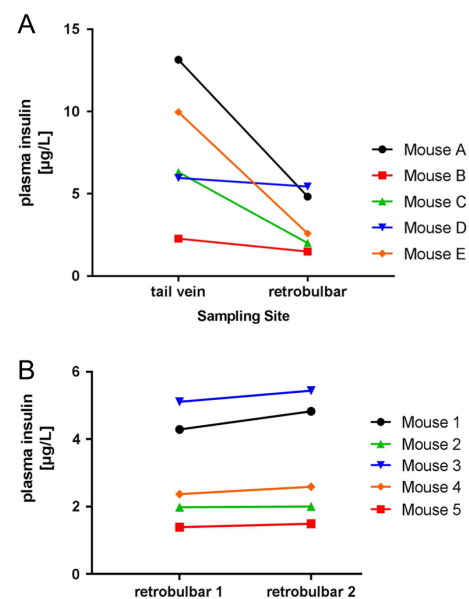 A
plasma insulin
[µg/L]
15
10
5
0
tail vein
retrobulbar
Sampling Site
Mouse A
Mouse B
Mouse C
Mouse D
Mouse E
B
plasma insulin
[µg/L]
6
4
2
0
retrobulbar 1
retrobulbar 2
Mouse 1
Mouse 2
Mouse 3
Mouse 4
Mouse 5